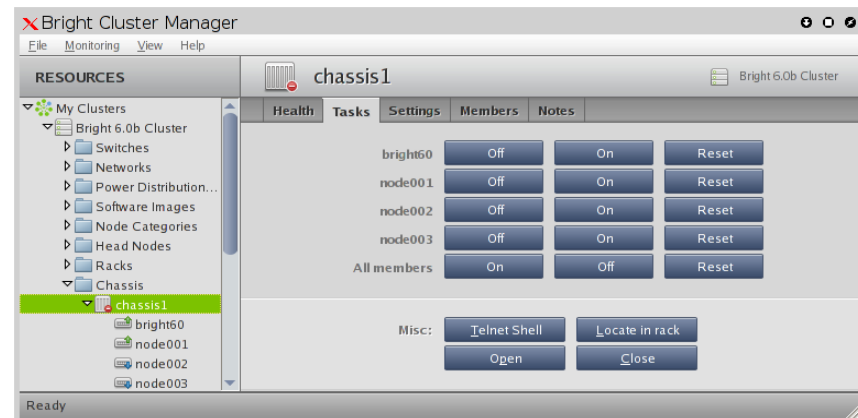 Bright Cluster Manager
File Monitoring View Help
RESOURCES
My Clusters
Bright 6.0b Cluster
Switches
Networks
Power Distribution...
Software Images
Node Categories
Head Nodes
Racks
Chassis
chassis1
bright60
node001
node002
node003
chassis1
Bright 6.0b Cluster
Health Tasks Settings Members Notes
bright60 Off On Reset
node001 Off On Reset
node002 Off On Reset
node003 Off On Reset
All members On Off Reset
Misc: Telnet Shell Locate in rack
Open Close
Ready